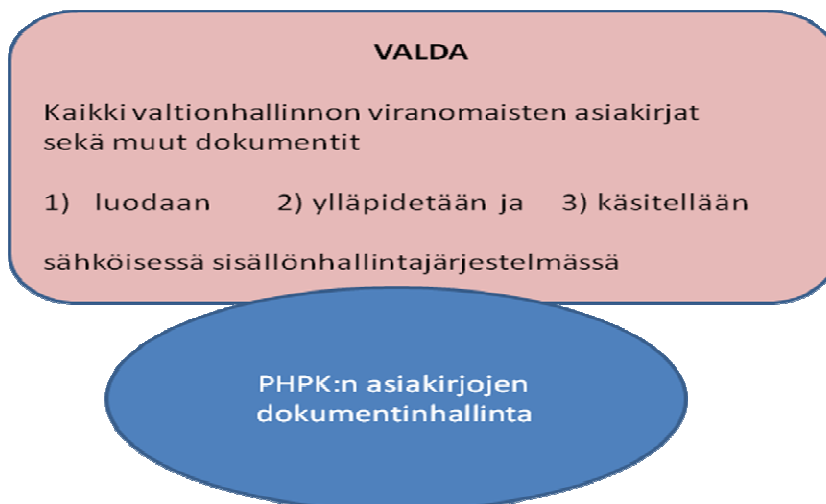 VALDA
Kaikki valtionhallinnon viranomaisten asiakirjat
sekä muut dokumentit
1) luodaan 2) ylläpidetään ja 3) käsitellään
sähköisessä sisällönhallintajärjestelmässä
PHPK:n asiakirjojen
dokumentinhallinta